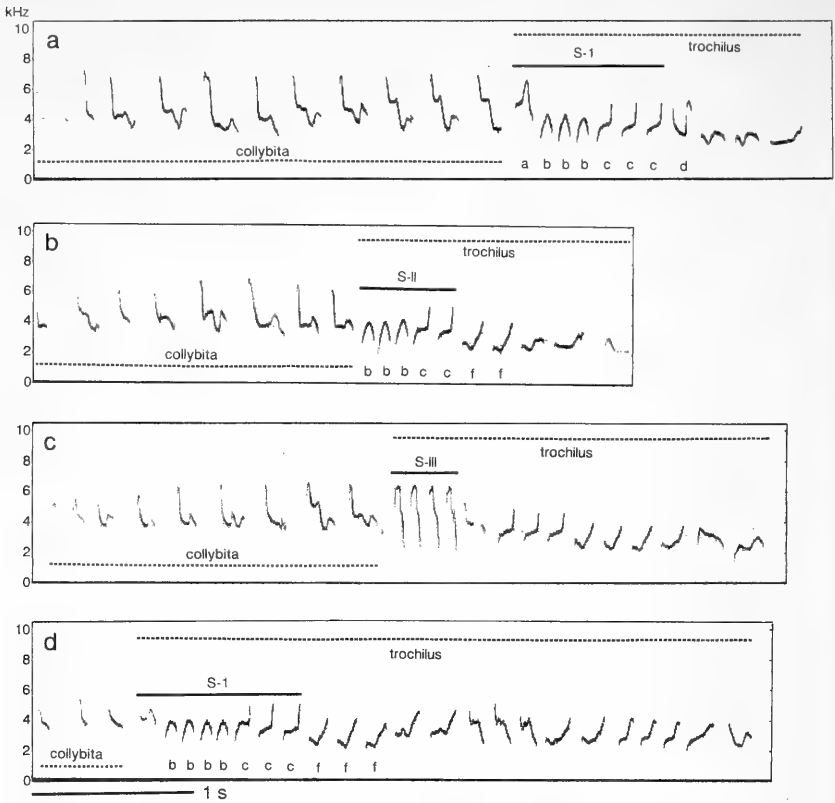 kHz
10
8
6
4
2
0
a
trochilus
S-1
collybita
a b b b c c c d
10
8
6
4
2
0
b
trochilus
S-II
collybita
b b b c c f f
10
8
6
4
2
0
c
trochilus
S-III
collybita
10
8
6
4
2
0
d
trochilus
S-1
collybita
b b b b c c c f f f
1 s